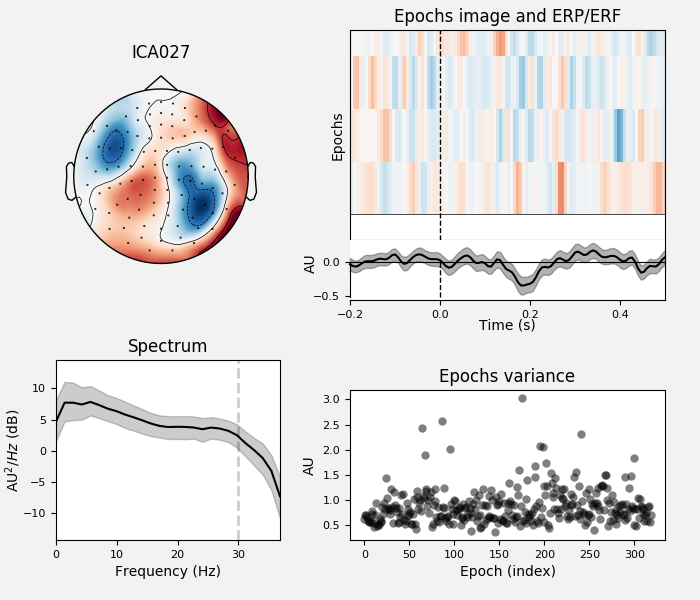 ICA027
Epochs image and ERP/ERF
Epochs
AU
0.0
−0.5
−0.2
0.0
0.2
0.4
Time (s)
Spectrum
AU²/Hz (dB)
10
5
0
−5
−10
0
10
20
30
Frequency (Hz)
Epochs variance
AU
3.0
2.5
2.0
1.5
1.0
0.5
0
50
100
150
200
250
300
Epoch (index)